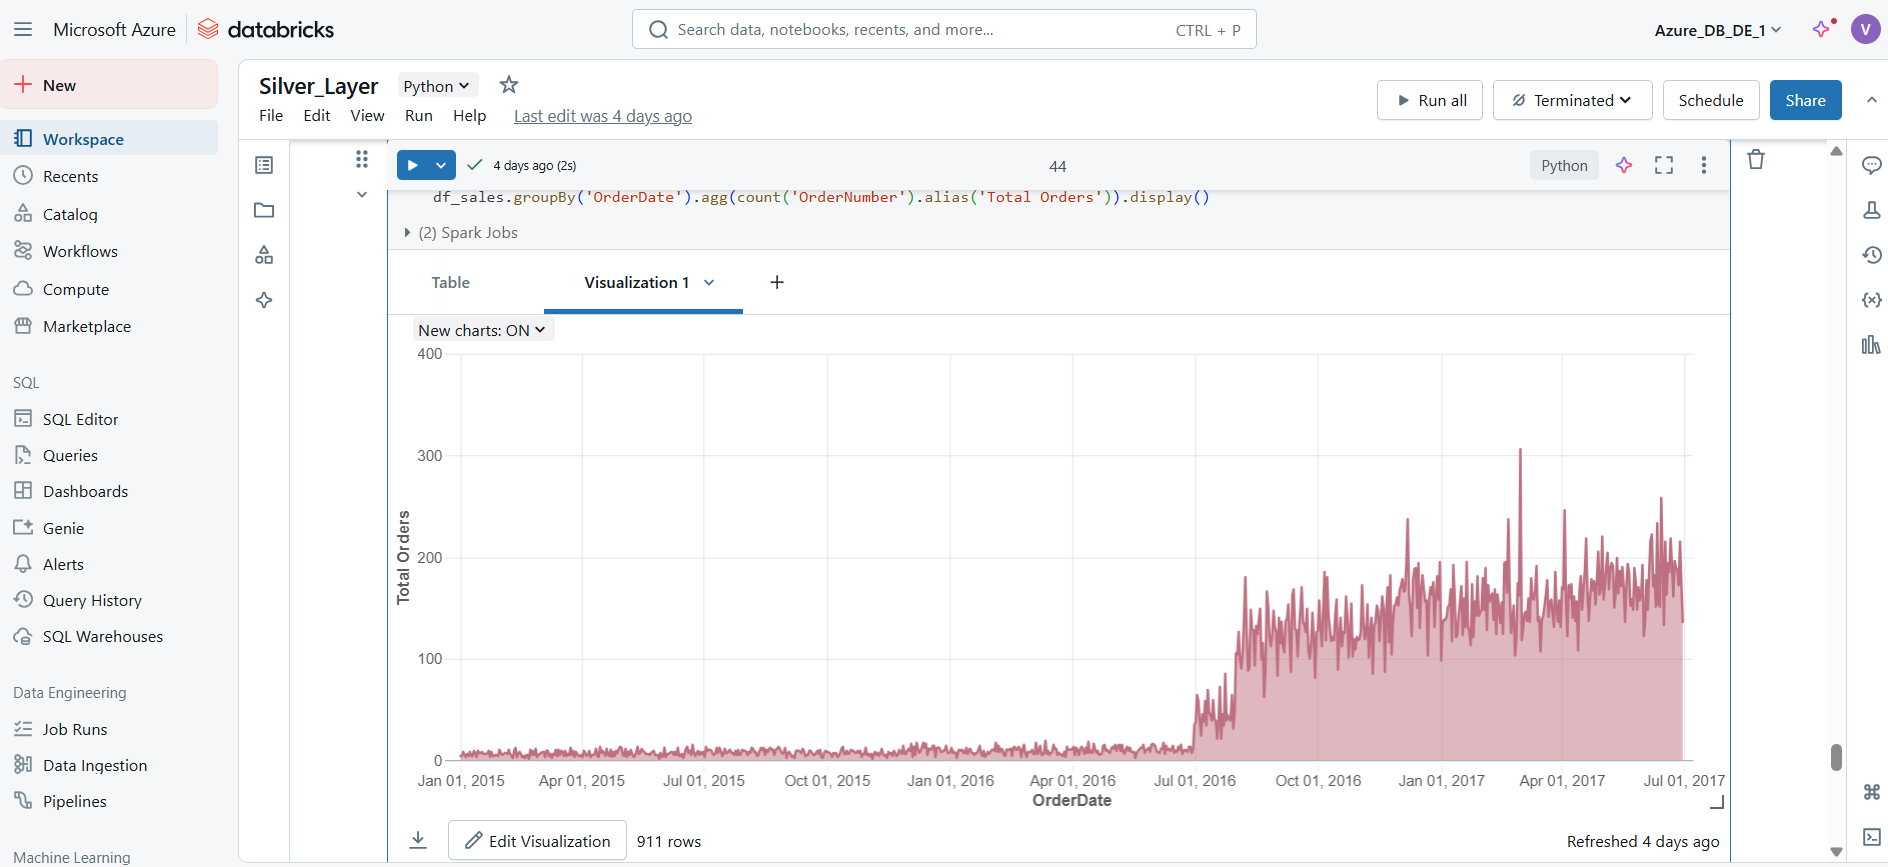 Microsoft Azure databricks
Search data, notebooks, recents, and more... CTRL + P
Azure_DB_DE_1
V
New
Workspace
Recents
Catalog
Workflows
Compute
Marketplace
SQL
SQL Editor
Queries
Dashboards
Genie
Alerts
Query History
SQL Warehouses
Data Engineering
Job Runs
Data Ingestion
Pipelines
Machine Learning
Silver_Layer Python
File Edit View Run Help Last edit was 4 days ago
Run all Terminated Schedule Share
4 days ago (2s) 44 Python
df_sales.groupBy('OrderDate').agg(count('OrderNumber').alias('Total Orders')).display()
(2) Spark Jobs
Table Visualization 1 +
New charts: ON
400
300
200
100
0
Total Orders
Jan 01, 2015 Apr 01, 2015 Jul 01, 2015 Oct 01, 2015 Jan 01, 2016 Apr 01, 2016 Jul 01, 2016 Oct 01, 2016 Jan 01, 2017 Apr 01, 2017 Jul 01, 2017
OrderDate
Edit Visualization 911 rows Refreshed 4 days ago